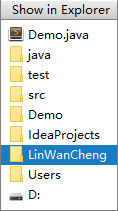 Show in Explorer
Demo.java
java
test
src
Demo
IdeaProjects
LinWanCheng
Users
D: